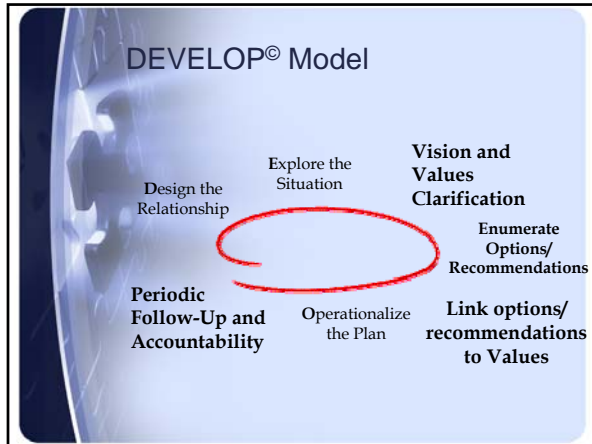 DEVELOP© Model
Design the
Relationship
Explore the
Situation
Vision and
Values
Clarification
Enumerate
Options/
Recommendations
Link options/
recommendations
to Values
Operationalize
the Plan
Periodic
Follow-Up and
Accountability